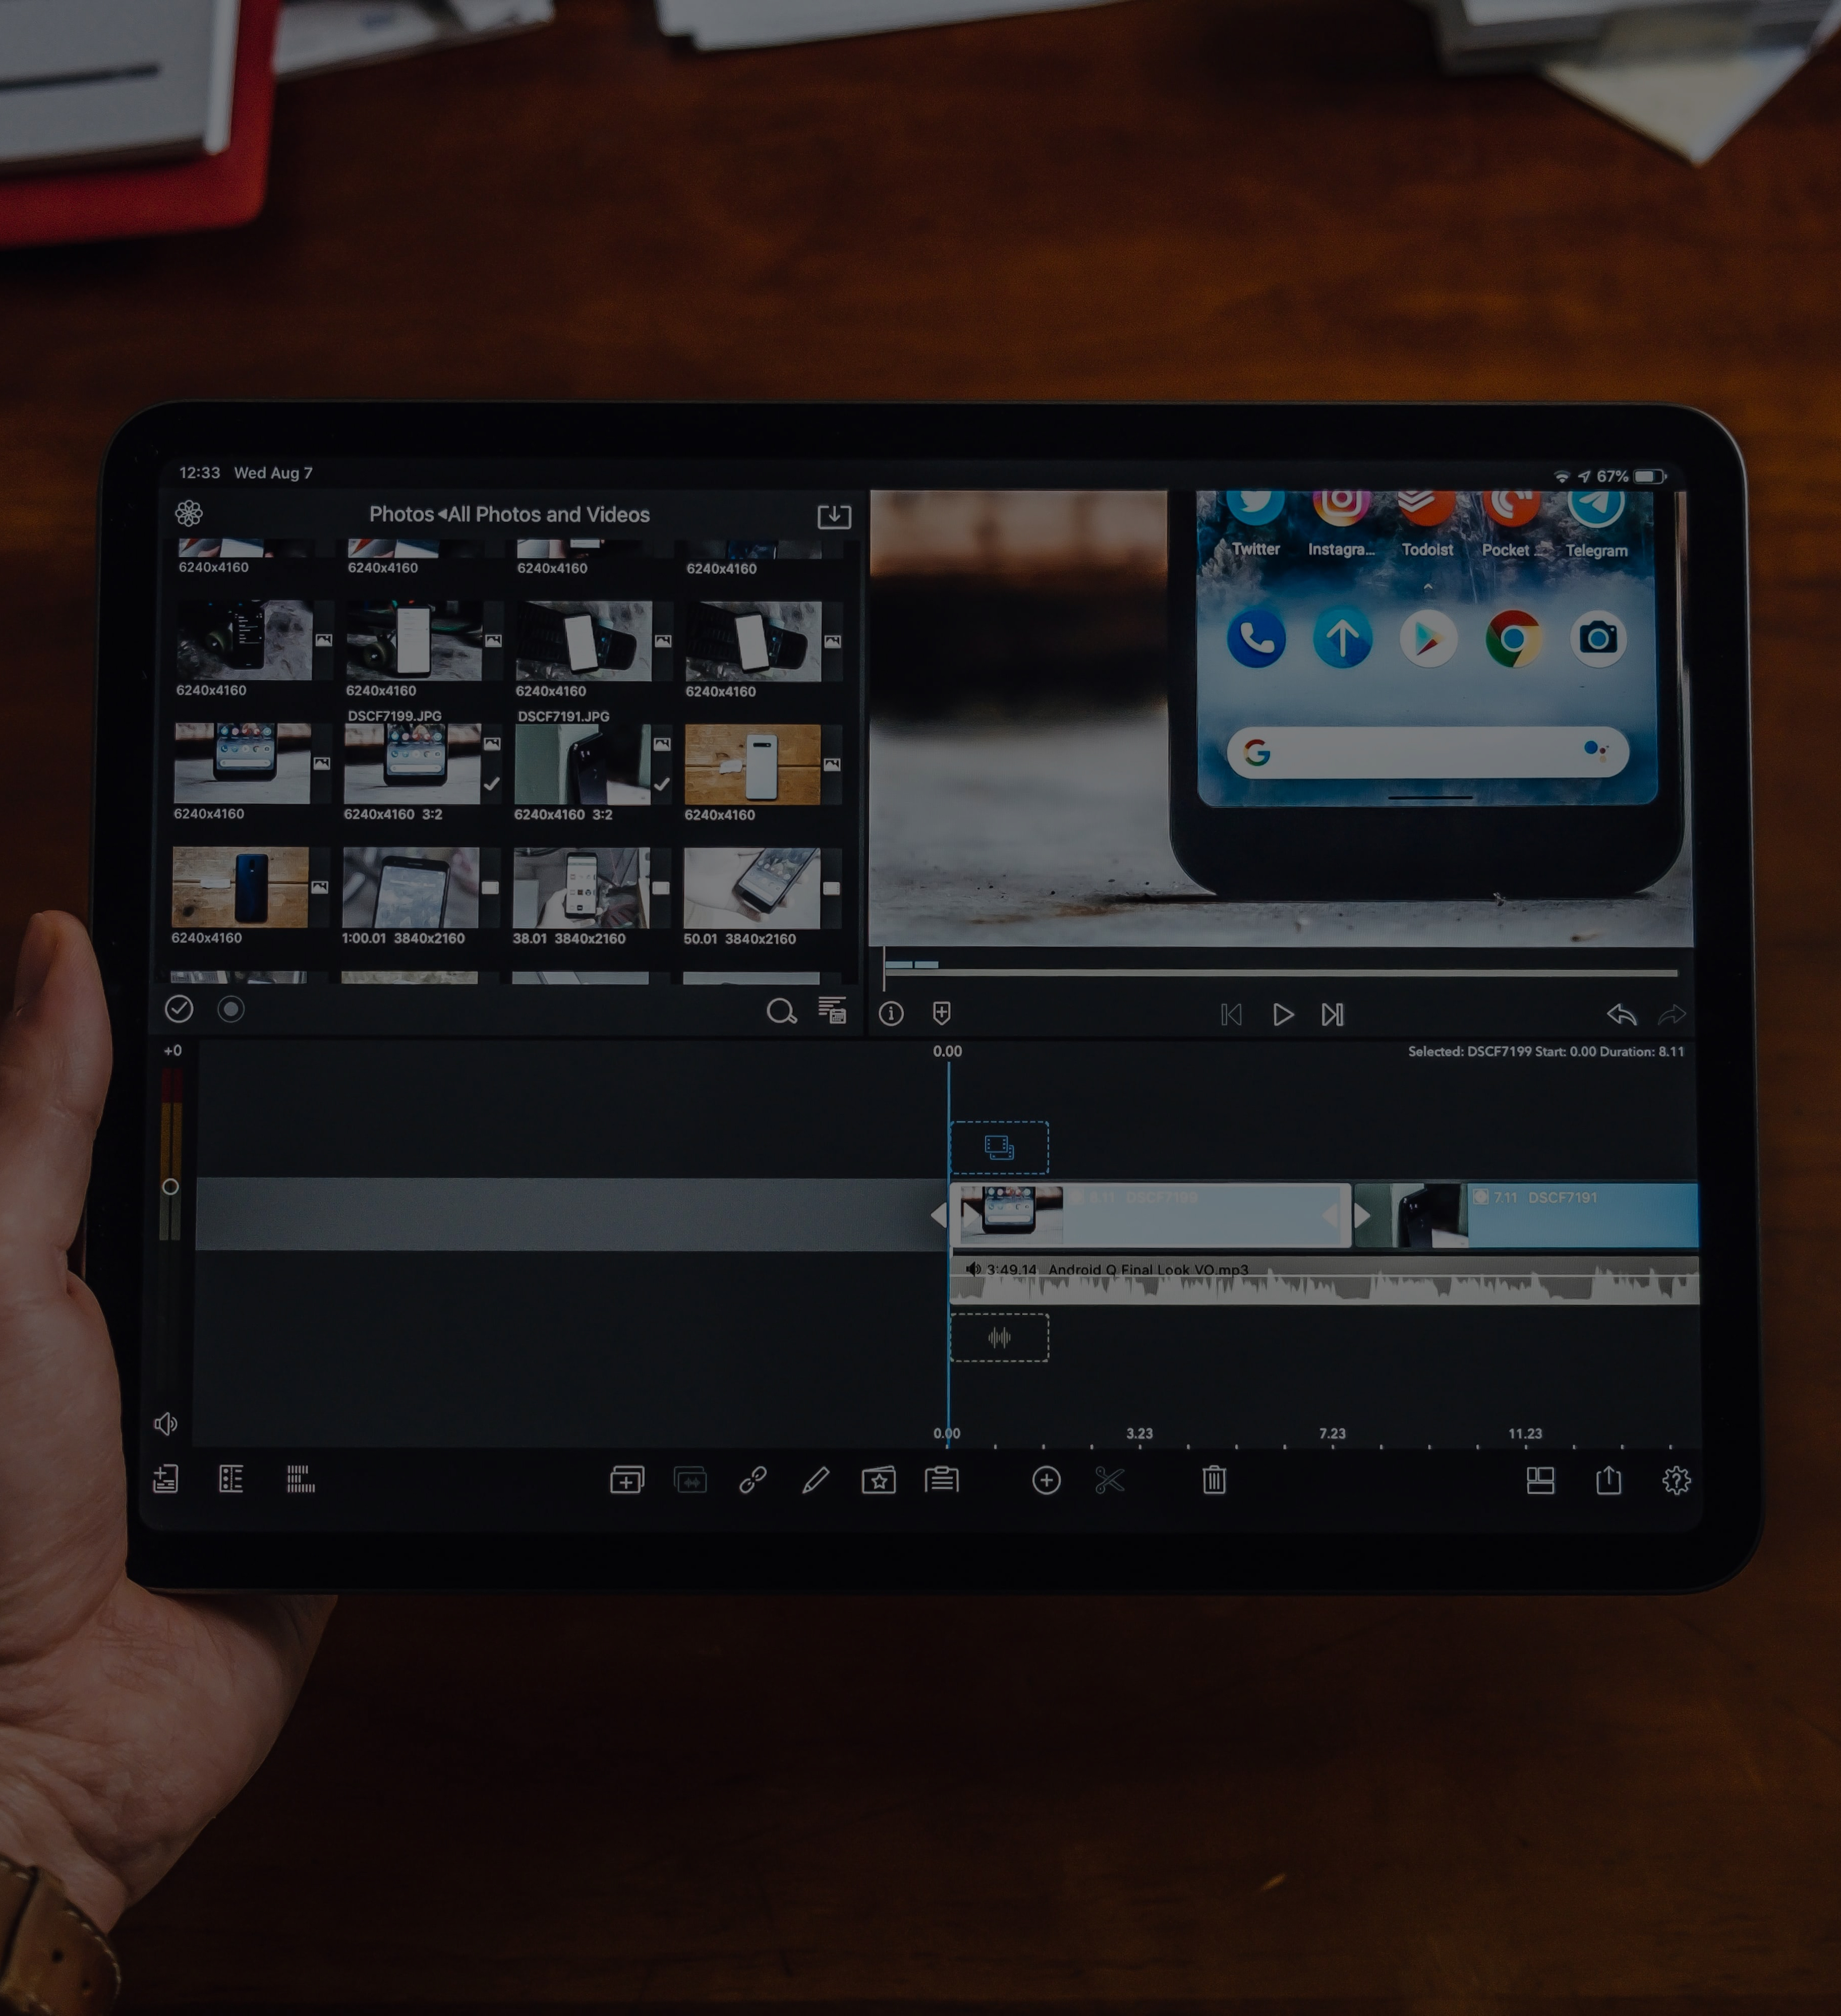 12:33 Wed Aug 7
67%
Photos◂All Photos and Videos
6240x4160 6240x4160 6240x4160 6240x4160
6240x4160 6240x4160 6240x4160 6240x4160
DSCF7199.JPG DSCF7191.JPG
6240x4160 6240x4160 3:2 6240x4160 3:2 6240x4160
6240x4160 1:00.01 3840x2160 38.01 3840x2160 50.01 3840x2160
Twitter Instagra... Todoist Pocket ... Telegram
G
+0
0.00
Selected: DSCF7199 Start: 0.00 Duration: 8.11
8.11 DSCF7199
7.11 DSCF7191
3:49.14 Android Q Final Look VO.mp3
0.00 3.23 7.23 11.23